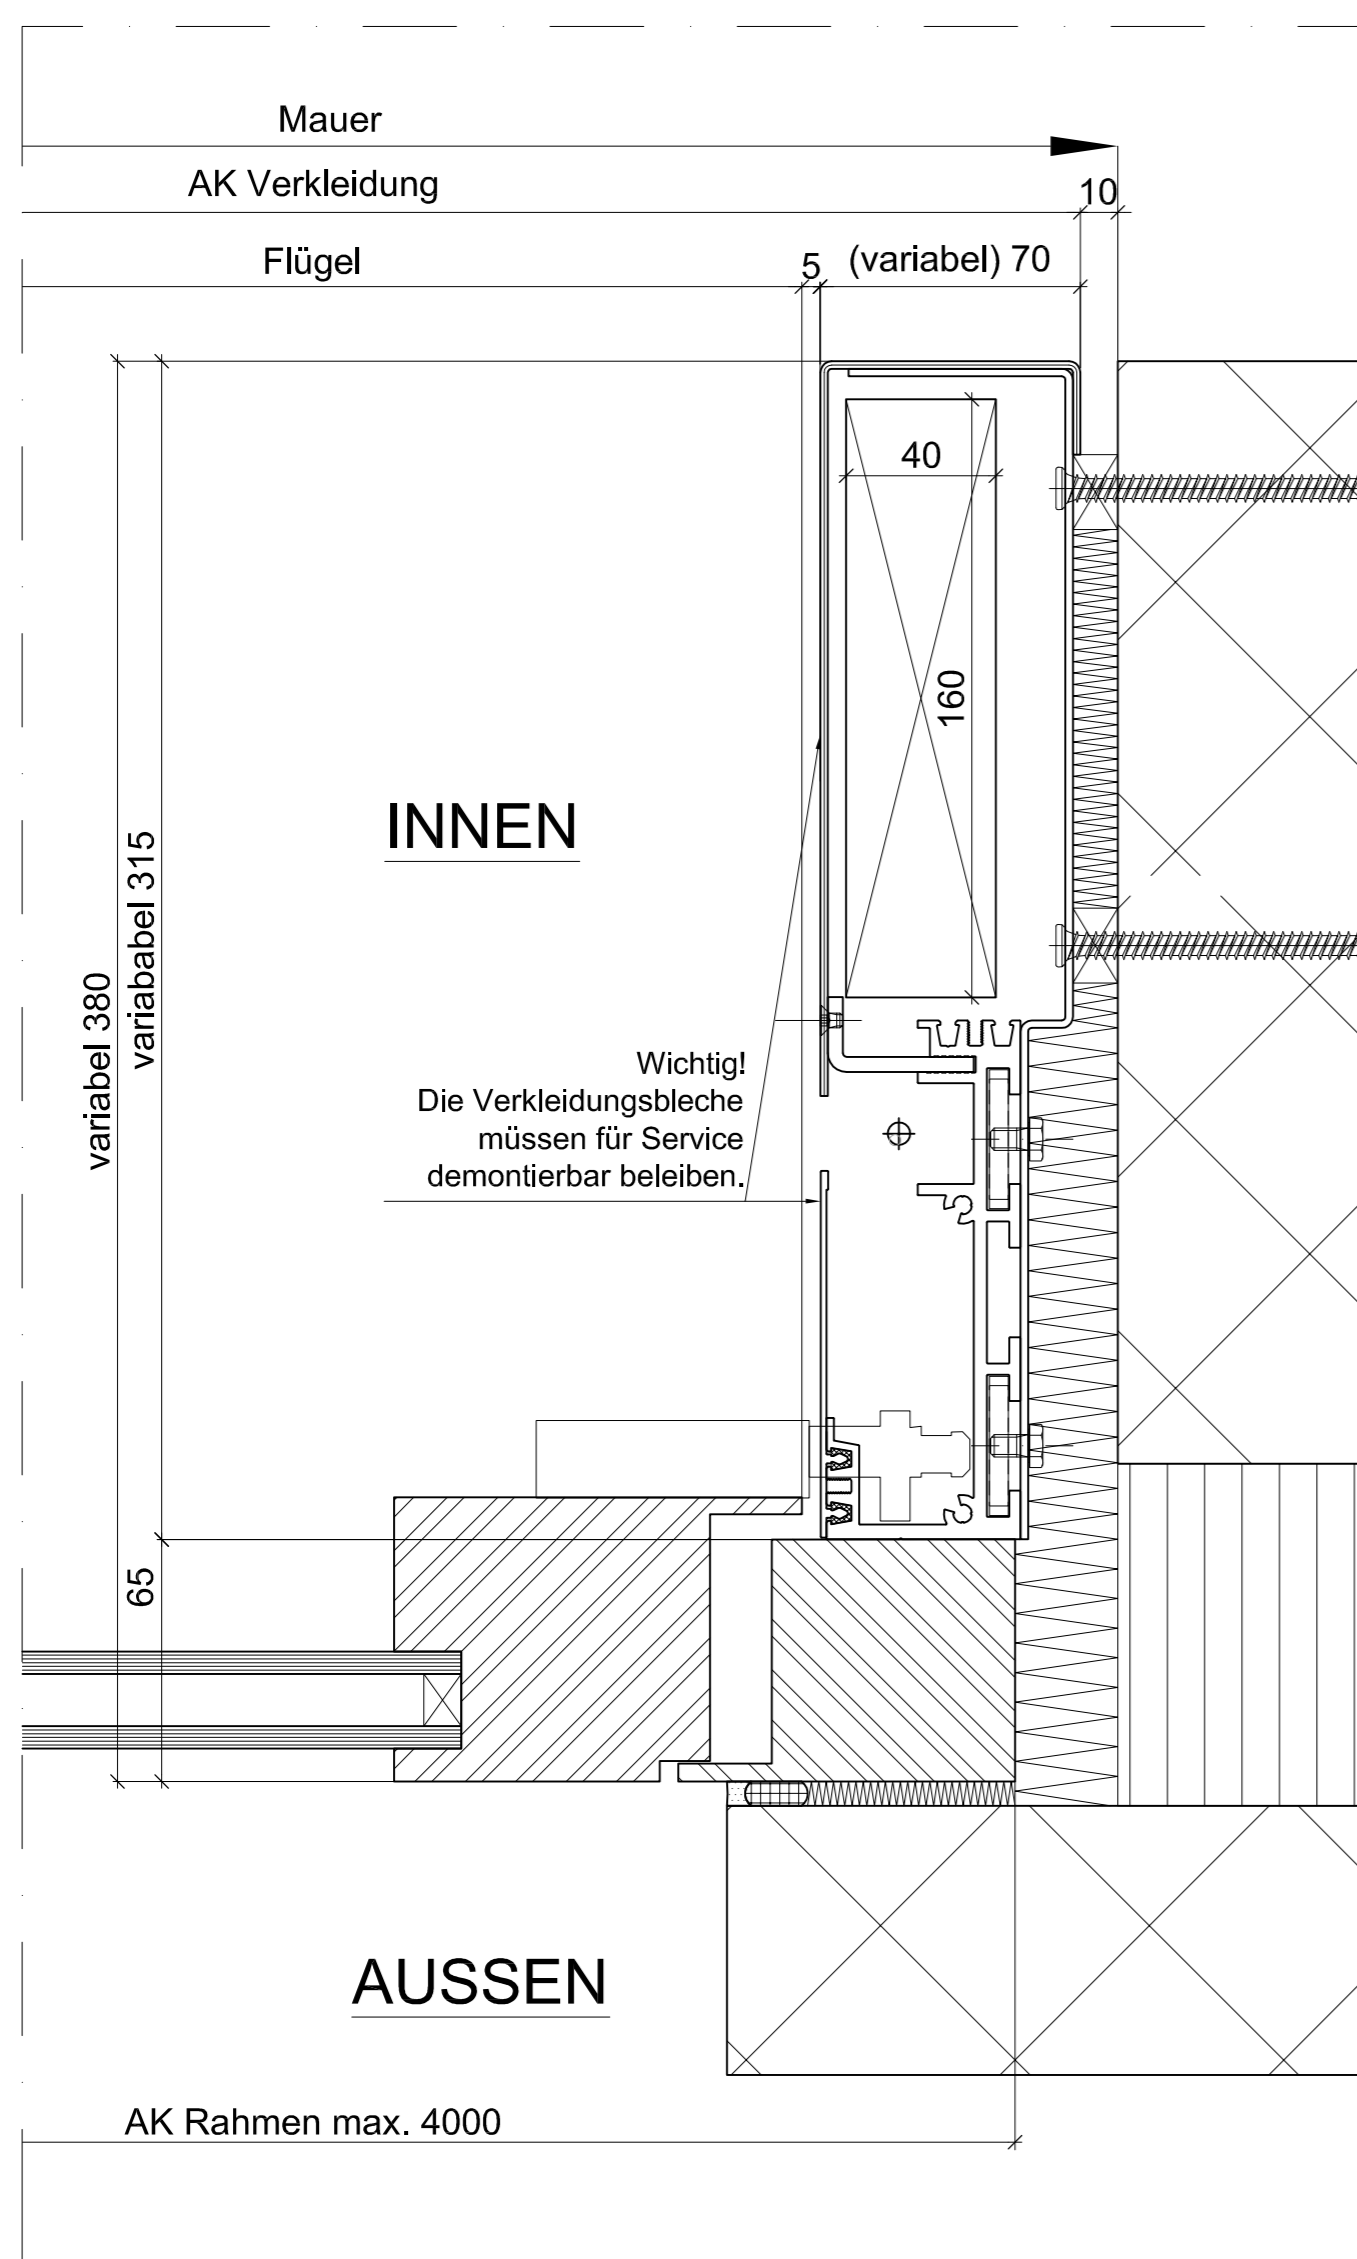 Mauer
AK Verkleidung
10
Flügel
5
(variabel) 70
40
160
INNEN
variabel 380
variababel 315
Wichtig!
Die Verkleidungsbleche
müssen für Service
demontierbar beleiben.
65
AUSSEN
AK Rahmen max. 4000